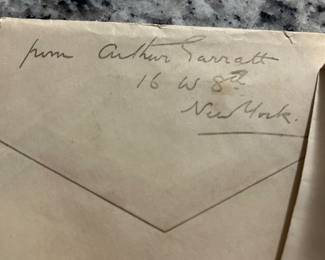 from Arthur Garratt
16 W 8th
New York.